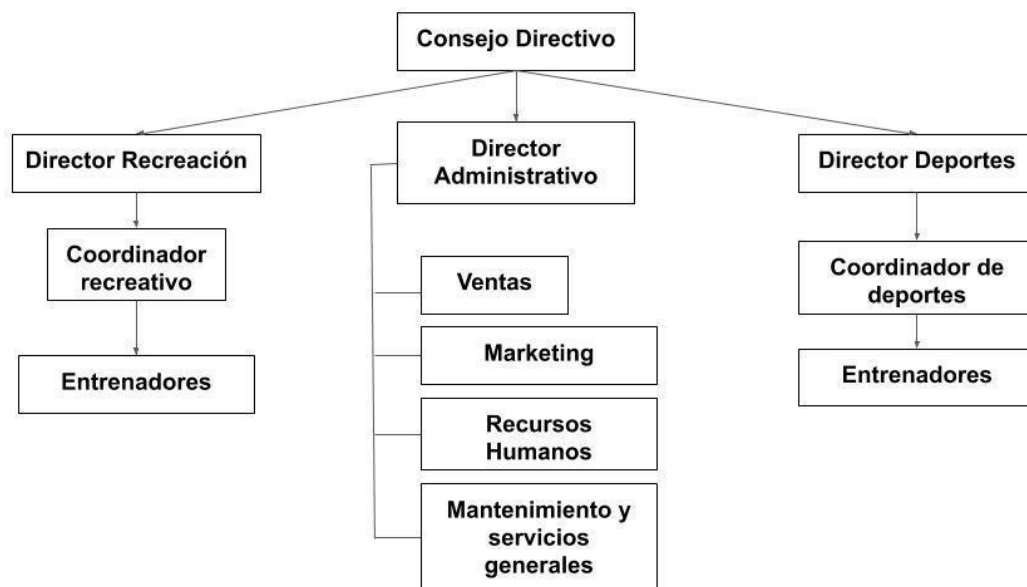 Consejo Directivo
Director Recreación
Director
Administrativo
Director Deportes
Coordinador
recreativo
Coordinador de
deportes
Ventas
Marketing
Entrenadores
Entrenadores
Recursos
Humanos
Mantenimiento y
servicios
generales